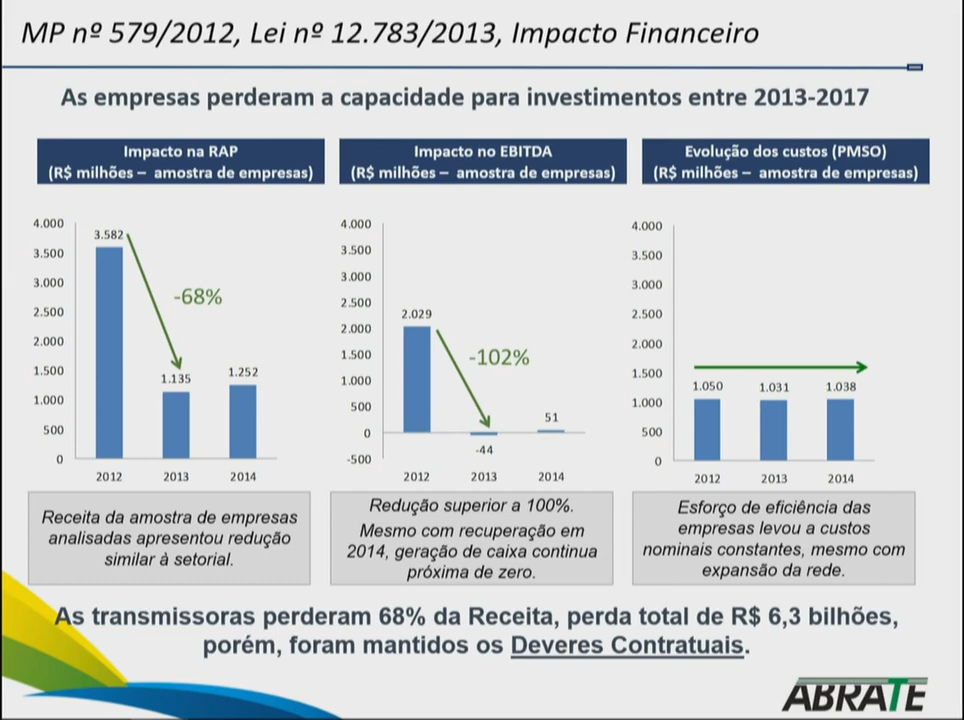 MP nº 579/2012, Lei nº 12.783/2013, Impacto Financeiro
As empresas perderam a capacidade para investimentos entre 2013-2017
Impacto na RAP
(R$ milhões – amostra de empresas)
4.000
3.500
3.000
2.500
2.000
1.500
1.000
500
0
3.582
-68%
1.135
1.252
2012 2013 2014
Receita da amostra de empresas
analisadas apresentou redução
similar à setorial.
Impacto no EBITDA
(R$ milhões – amostra de empresas)
4.000
3.500
3.000
2.500
2.000
1.500
1.000
500
0
-500
2.029
-102%
-44
51
2012 2013 2014
Redução superior a 100%.
Mesmo com recuperação em
2014, geração de caixa continua
próxima de zero.
Evolução dos custos (PMSO)
(R$ milhões – amostra de empresas)
4.000
3.500
3.000
2.500
2.000
1.500
1.000
500
0
1.050 1.031 1.038
2012 2013 2014
Esforço de eficiência das
empresas levou a custos
nominais constantes, mesmo com
expansão da rede.
As transmissoras perderam 68% da Receita, perda total de R$ 6,3 bilhões,
porém, foram mantidos os Deveres Contratuais.
ABRATE